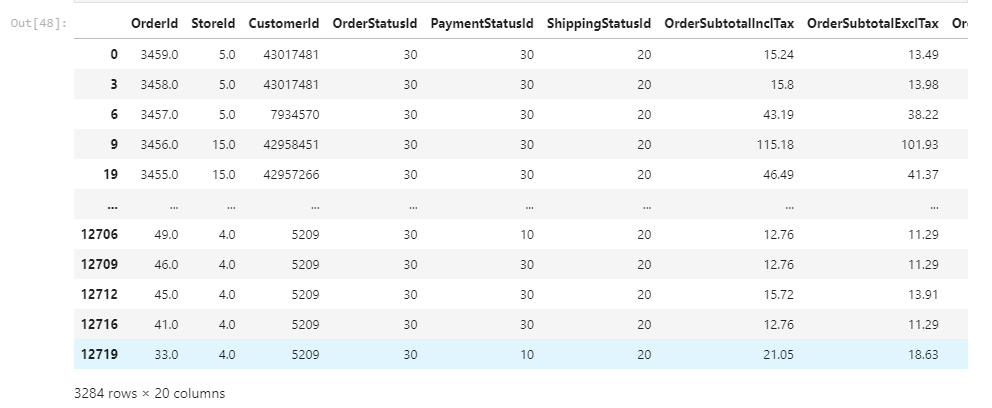 Out[48]:
OrderId StoreId CustomerId OrderStatusId PaymentStatusId ShippingStatusId OrderSubtotalInclTax OrderSubtotalExclTax Or
0 3459.0 5.0 43017481 30 30 20 15.24 13.49
3 3458.0 5.0 43017481 30 30 20 15.8 13.98
6 3457.0 5.0 7934570 30 30 20 43.19 38.22
9 3456.0 15.0 42958451 30 30 20 115.18 101.93
19 3455.0 15.0 42957266 30 30 20 46.49 41.37
... ... ... ... ... ... ... ... ...
12706 49.0 4.0 5209 30 10 20 12.76 11.29
12709 46.0 4.0 5209 30 30 20 12.76 11.29
12712 45.0 4.0 5209 30 30 20 15.72 13.91
12716 41.0 4.0 5209 30 30 20 12.76 11.29
12719 33.0 4.0 5209 30 10 20 21.05 18.63
3284 rows × 20 columns